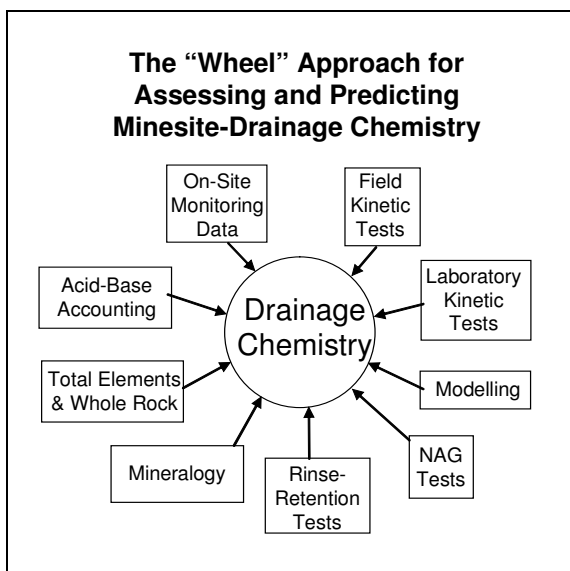 The “Wheel” Approach for
Assessing and Predicting
Minesite-Drainage Chemistry
On-Site
Monitoring
Data
Field
Kinetic
Tests
Acid-Base
Accounting
Drainage
Chemistry
Laboratory
Kinetic
Tests
Total Elements
& Whole Rock
Modelling
Mineralogy
Rinse-
Retention
Tests
NAG
Tests